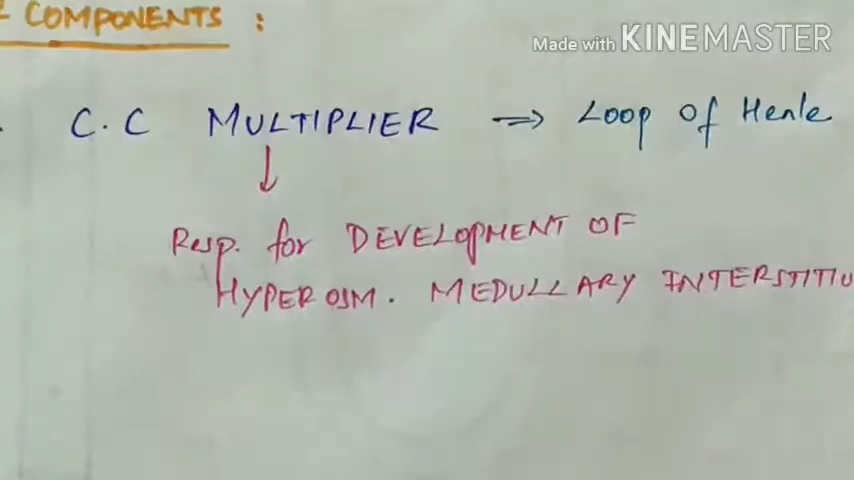 COMPONENTS :
Made with KINEMASTER
C.C MULTIPLIER ⇒ Loop of Henle
↓
Resp. for DEVELOPMENT OF
HYPEROSM. MEDULLARY INTERSTITIU